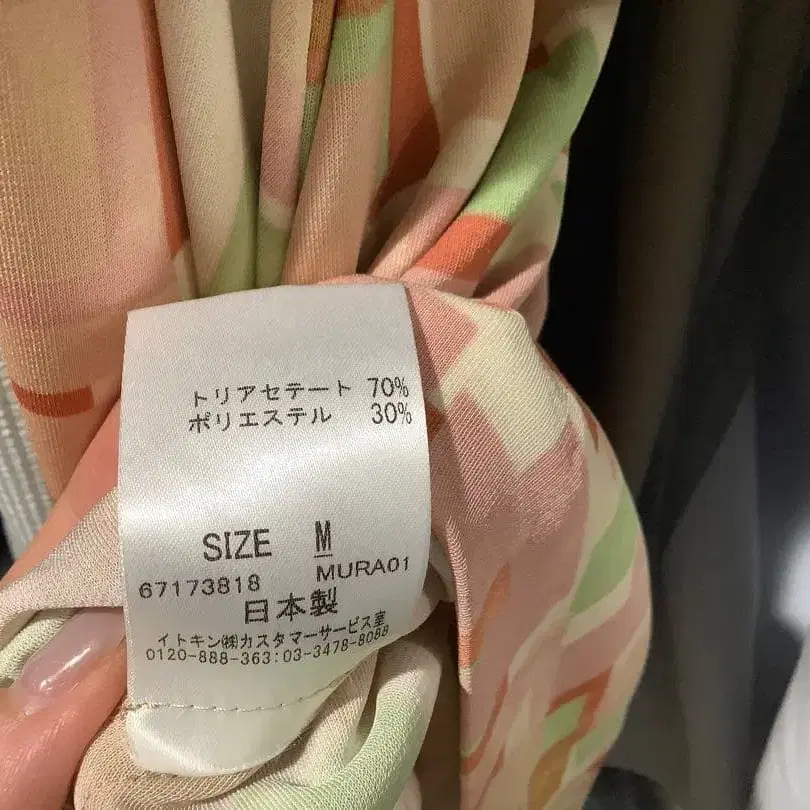 トリアセテート 70%
ポリエステル 30%
SIZE M
67173818 MURA01
日本製
イトキン㈱カスタマーサービス室
0120-888-363:03-3478-8088